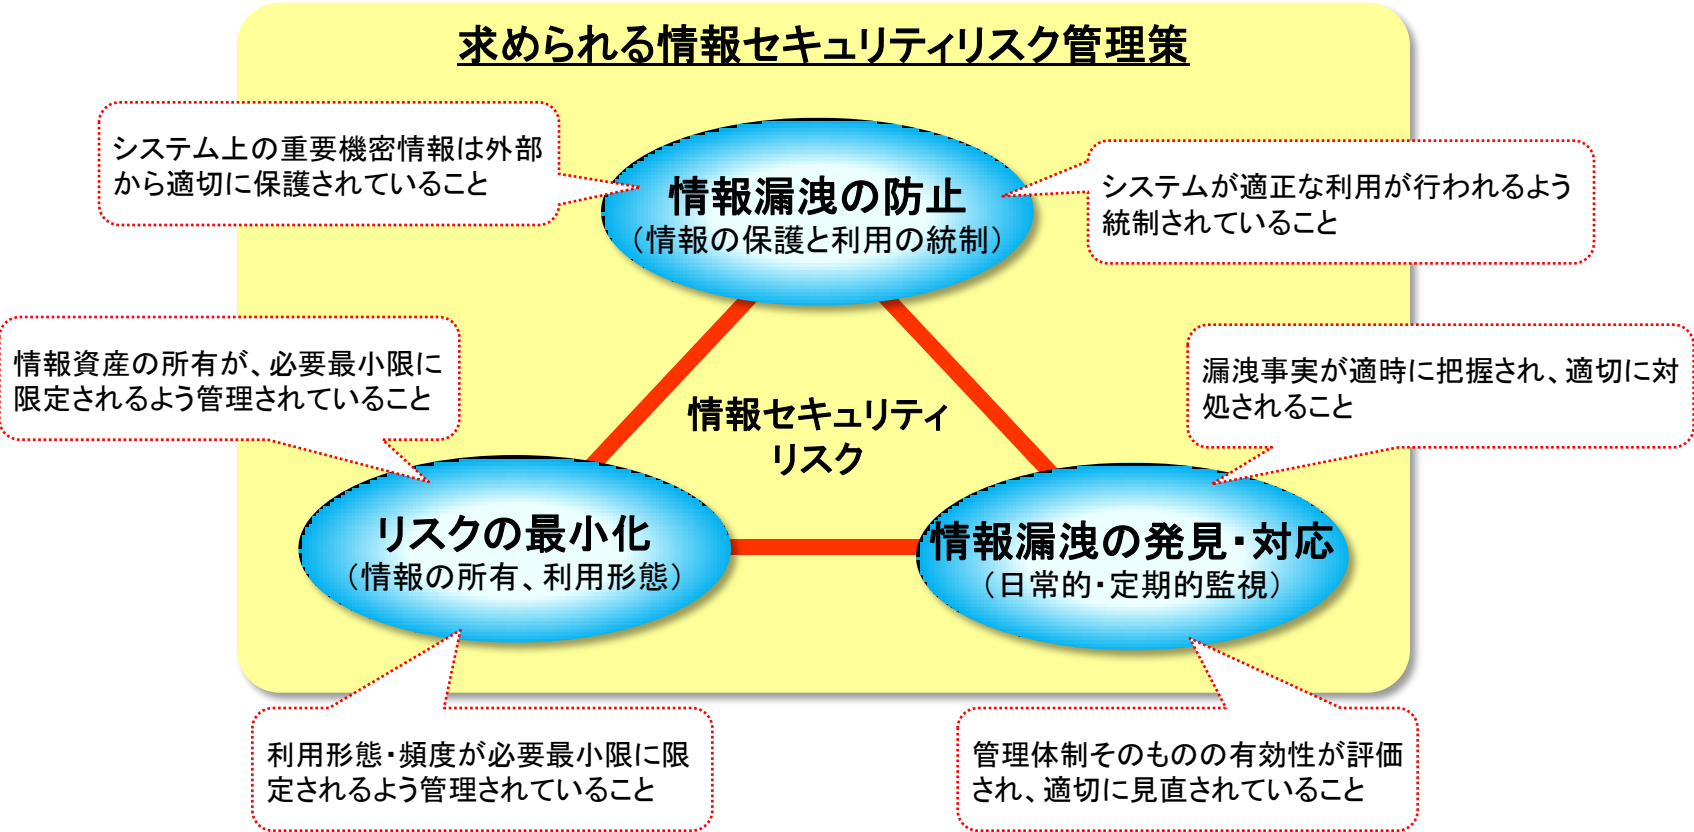 求められる情報セキュリティリスク管理策
システム上の重要機密情報は外部
から適切に保護されていること
情報漏洩の防止
（情報の保護と利用の統制）
システムが適正な利用が行われるよう
統制されていること
情報資産の所有が、必要最小限に
限定されるよう管理されていること
漏洩事実が適時に把握され、適切に対
処されること
情報セキュリティ
リスク
リスクの最小化
（情報の所有、利用形態）
情報漏洩の発見・対応
（日常的・定期的監視）
利用形態・頻度が必要最小限に限
定されるよう管理されていること
管理体制そのものの有効性が評価
され、適切に見直されていること